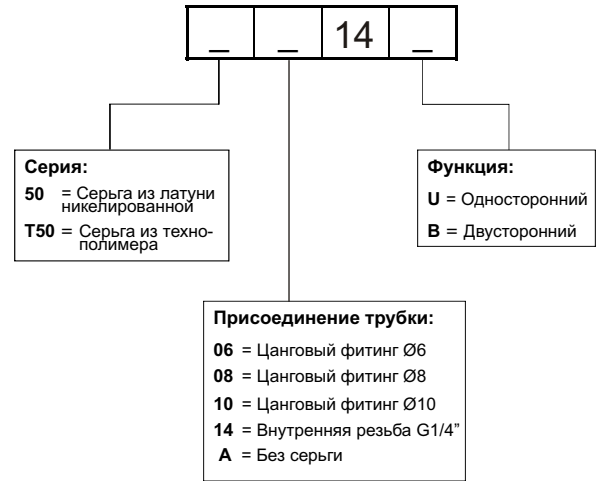 _ _ 14 _
Серия:
50 = Серьга из латуни
никелированной
T50 = Серьга из техно-
полимера
Функция:
U = Односторонний
B = Двусторонний
Присоединение трубки:
06 = Цанговый фитинг Ø6
08 = Цанговый фитинг Ø8
10 = Цанговый фитинг Ø10
14 = Внутренняя резьба G1/4”
A = Без серьги